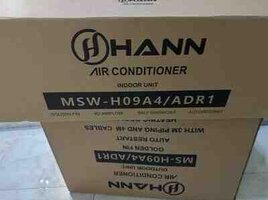 HANN
AIR CONDITIONER
INDOOR UNIT
MSW-H09A4/ADR1
WITH 3M PIPING AND 4M CABLES
AUTO RESTART
GOLDEN FIN
MS-H09A4/ADR1
OUTDOOR UNIT
AIR CONDITIONER
HANN